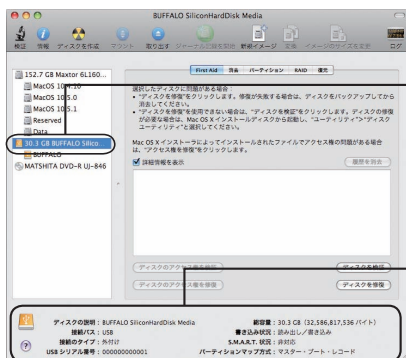 BUFFALO SiliconHardDisk Media
検証 情報 ディスクを作成 マウント 取り出す ジャーナルの記録を開始 新規イメージ 変換 イメージのサイズを変更 ログ
152.7 GB Maxtor 6L160...
MacOS 10.4.10
MacOS 10.5.0
MacOS 10.5.1
Reserved
Data
30.3 GB BUFFALO Silico...
BUFFALO
MATSHITA DVD-R UJ-846
First Aid 消去 パーティション RAID 復元
選択したディスクに問題がある場合：
• “ディスクを修復”をクリックします。修復が失敗する場合は、ディスクをバックアップしてから消去してください。
• “ディスクを修復”を使用できない場合は、“ディスクを検証”をクリックします。ディスクの修復が必要な場合は、Mac OS X インストールディスクから起動し、“ユーティリティ”＞“ディスクユーティリティ”と選択してください。
Mac OS X インストーラによってインストールされたファイルでアクセス権の問題がある場合は、“アクセス権を修復”をクリックします。
詳細情報を表示
履歴を消去
ディスクのアクセス権を検証
ディスクを検証
ディスクのアクセス権を修復
ディスクを修復
ディスクの説明：BUFFALO SiliconHardDisk Media
接続バス：USB
接続のタイプ：外付け
USB シリアル番号：000000000001
総容量：30.3 GB（32,586,817,536 バイト）
書き込み状況：読み出し／書き込み
S.M.A.R.T. 状況：非対応
パーティションマップ方式：マスター・ブート・レコード